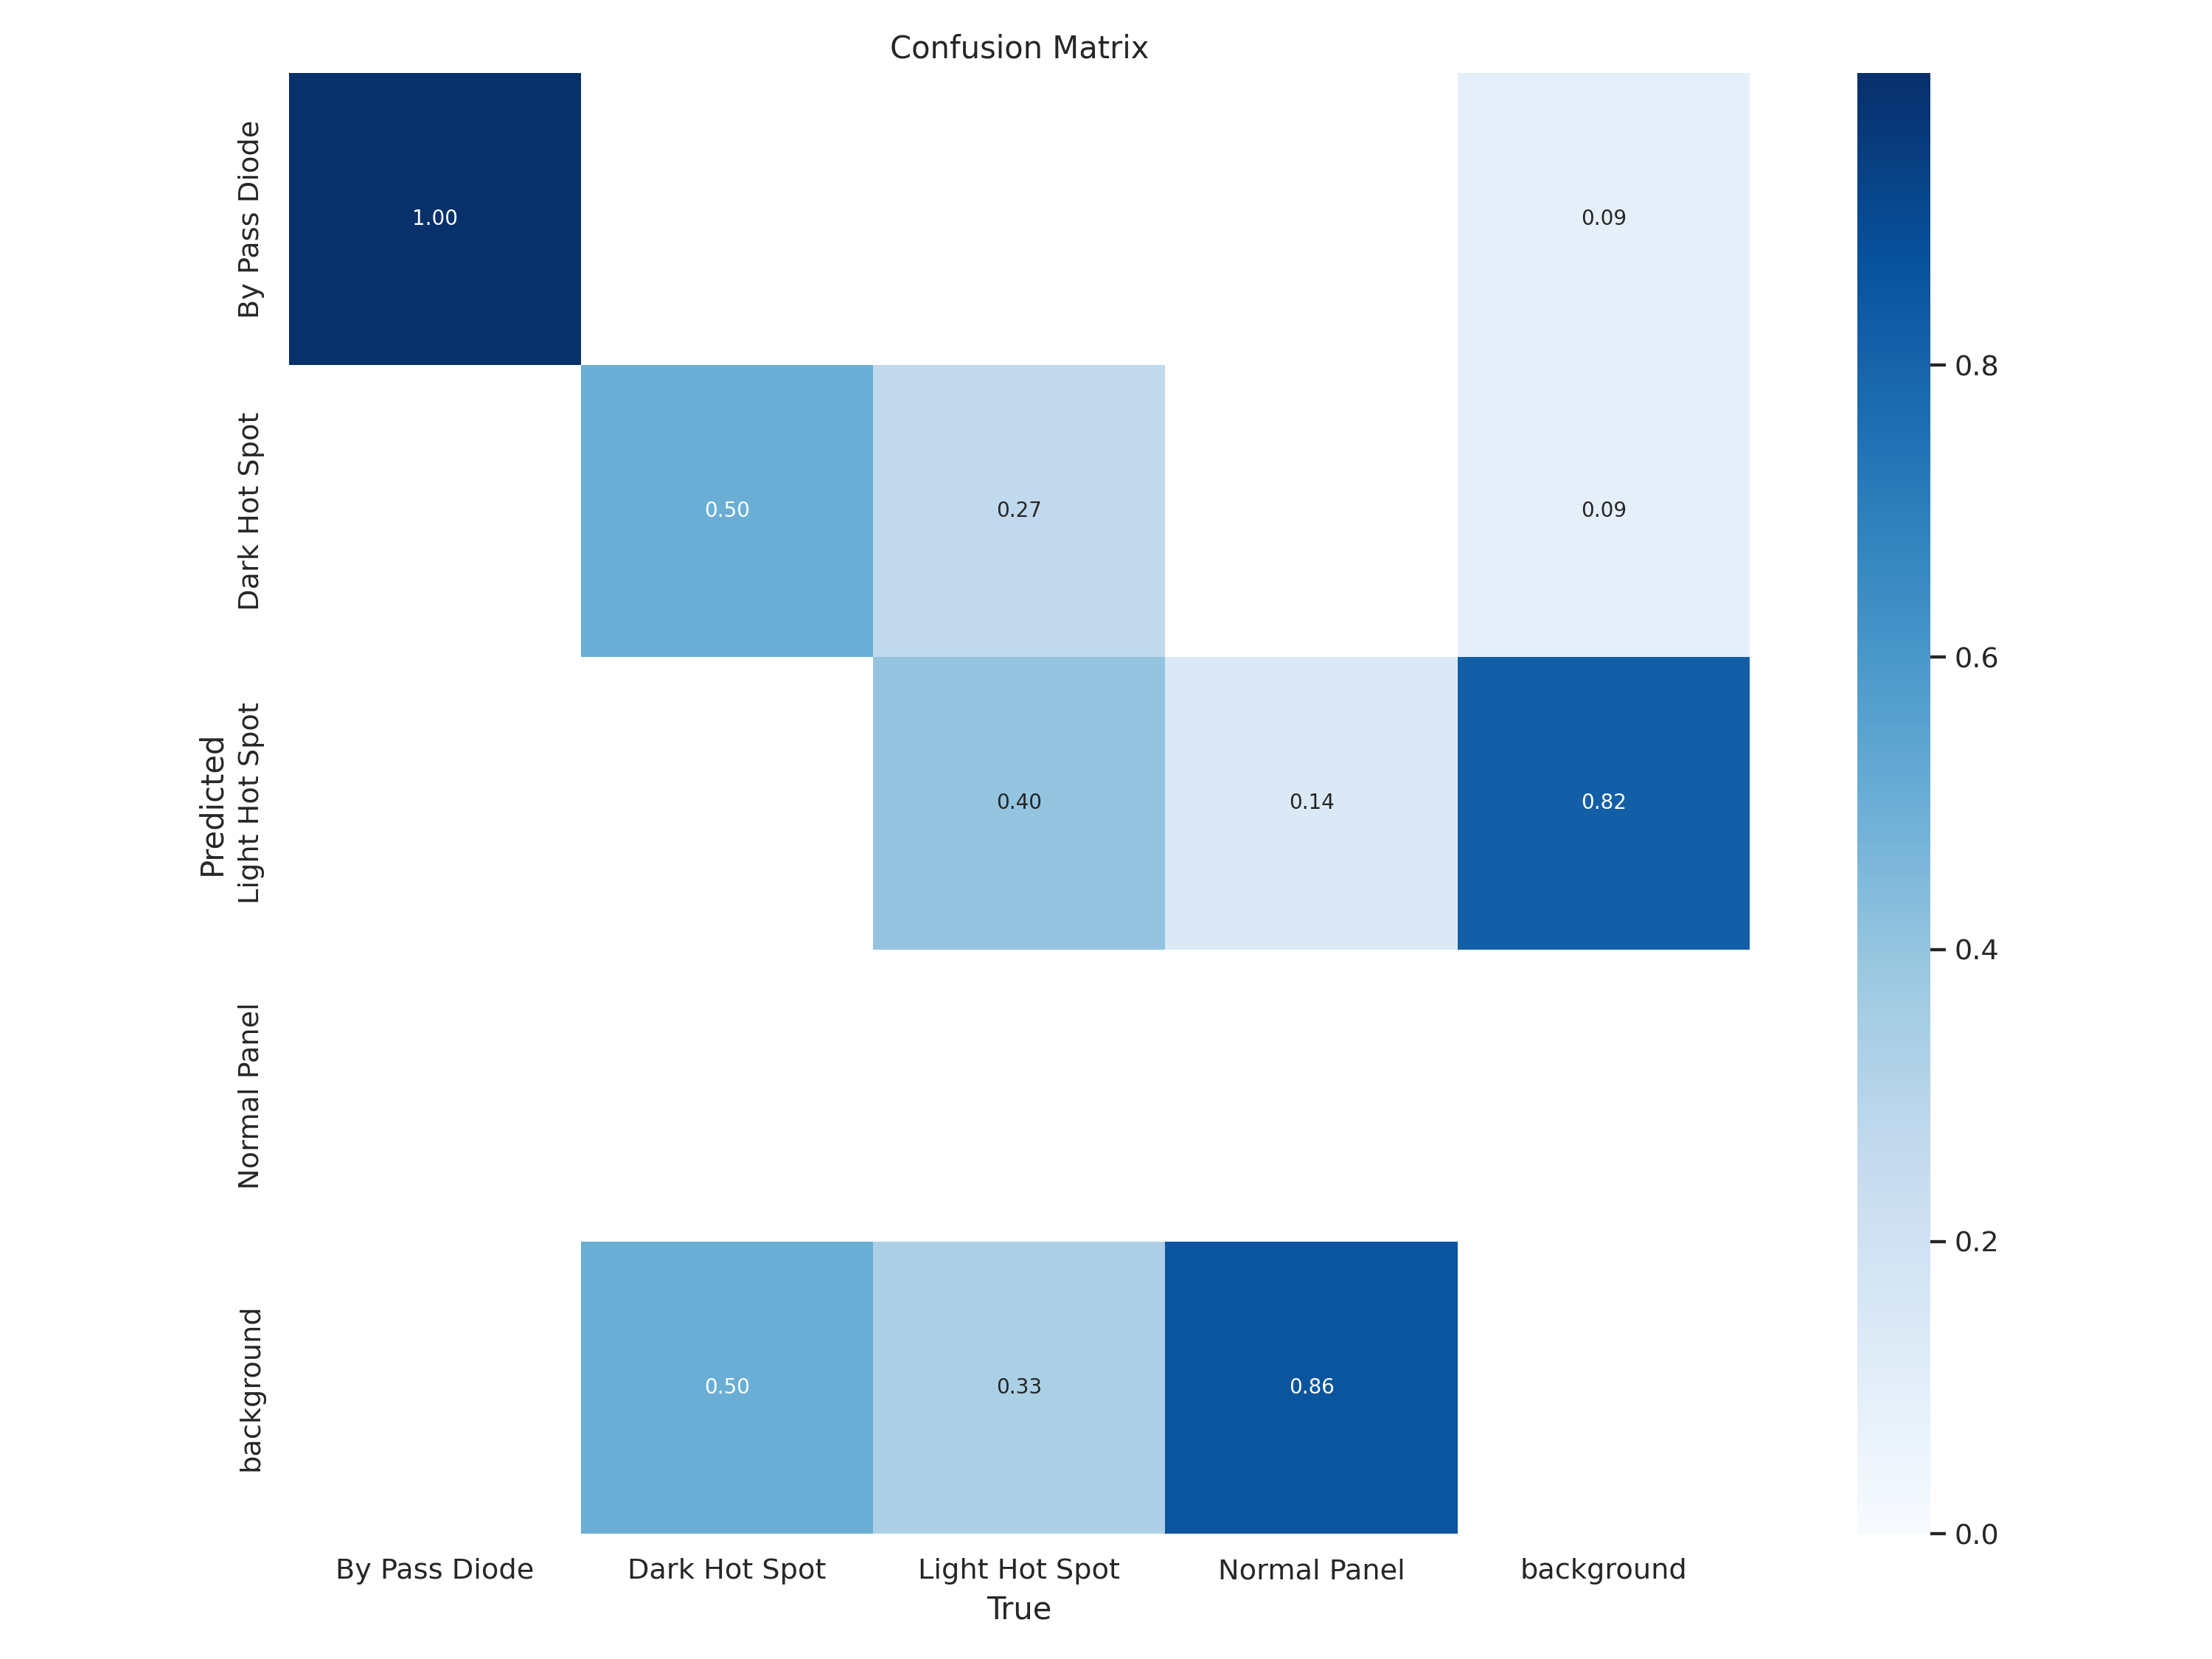 Confusion Matrix
By Pass Diode
Dark Hot Spot
Light Hot Spot
Normal Panel
background
Predicted
1.00
0.09
0.50
0.27
0.09
0.40
0.14
0.82
0.50
0.33
0.86
0.8
0.6
0.4
0.2
0.0
By Pass Diode
Dark Hot Spot
Light Hot Spot
Normal Panel
background
True